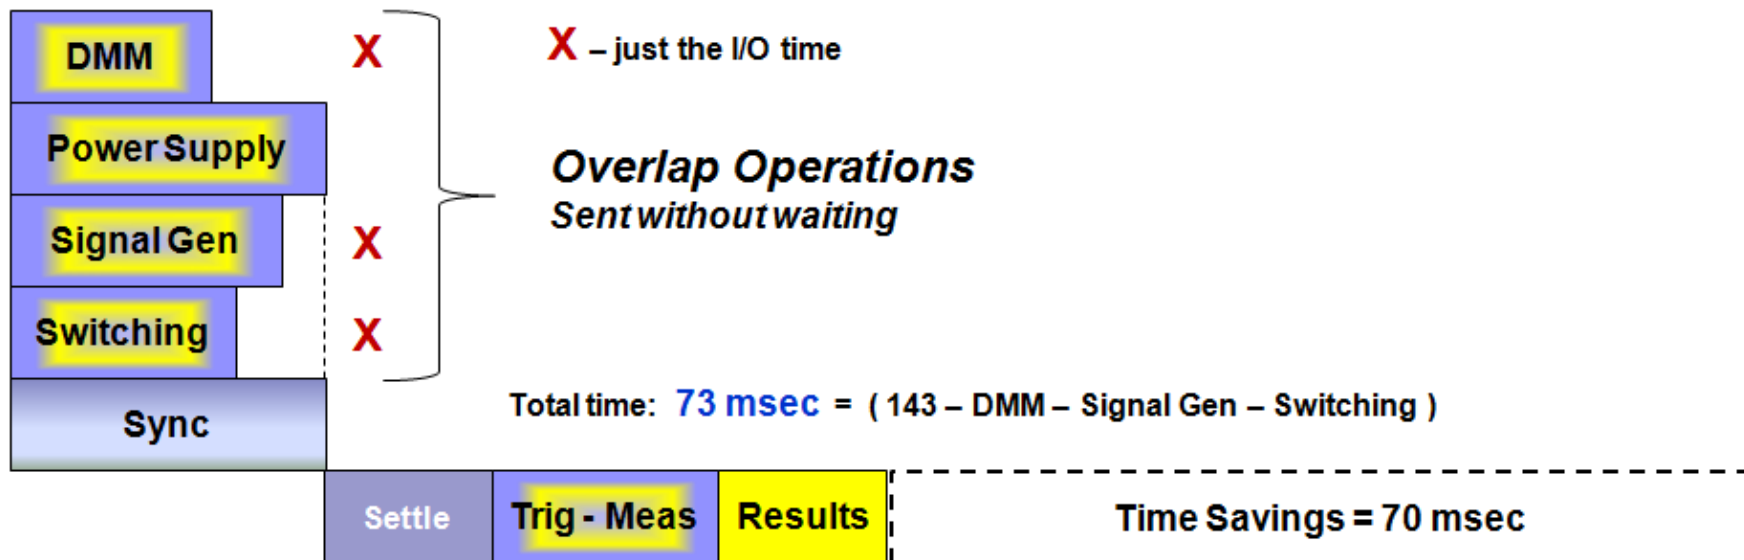 DMM X X – just the I/O time
Power Supply
Overlap Operations
Sent without waiting
Signal Gen X
Switching X
Total time: 73 msec = ( 143 – DMM – Signal Gen – Switching )
Sync
Settle Trig - Meas Results Time Savings = 70 msec